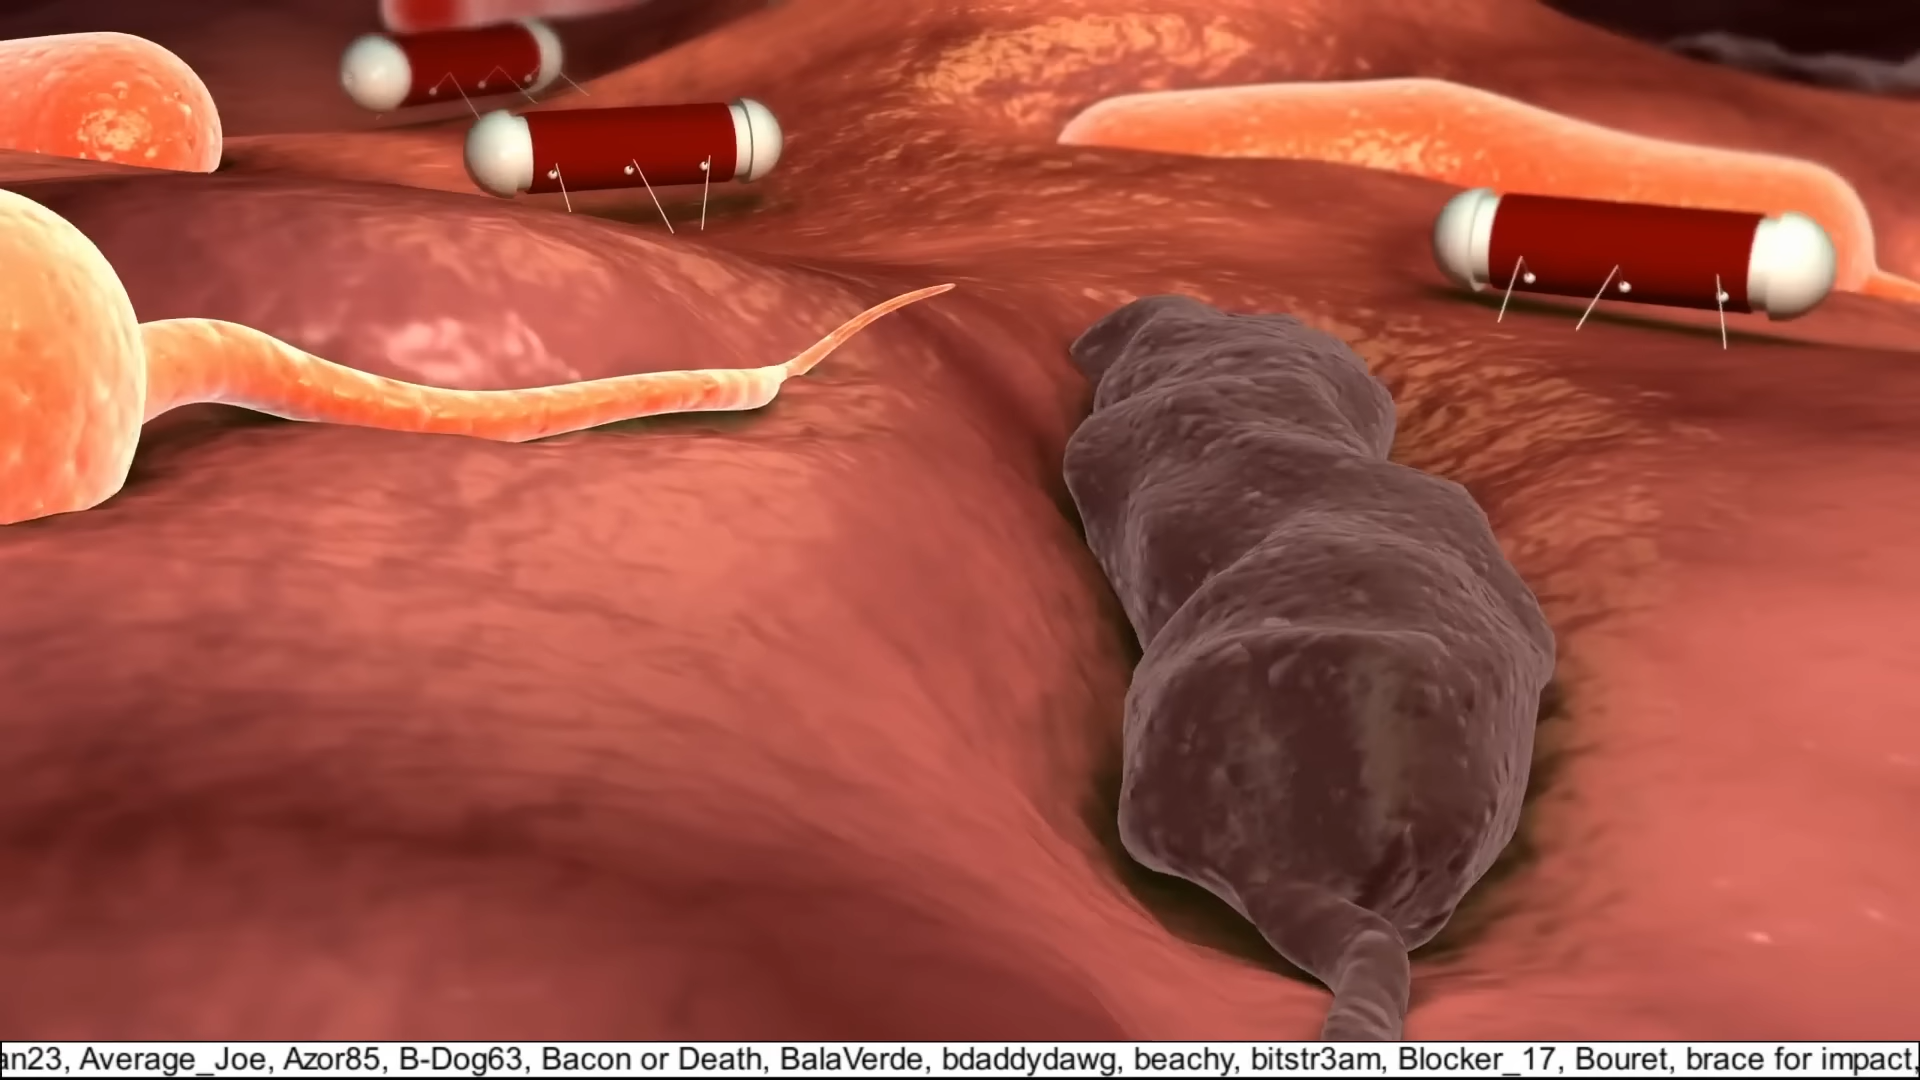 an23, Average_Joe, Azor85, B-Dog63, Bacon or Death, BalaVerde, bdaddydawg, beachy, bitstr3am, Blocker_17, Bouret, brace for impact,